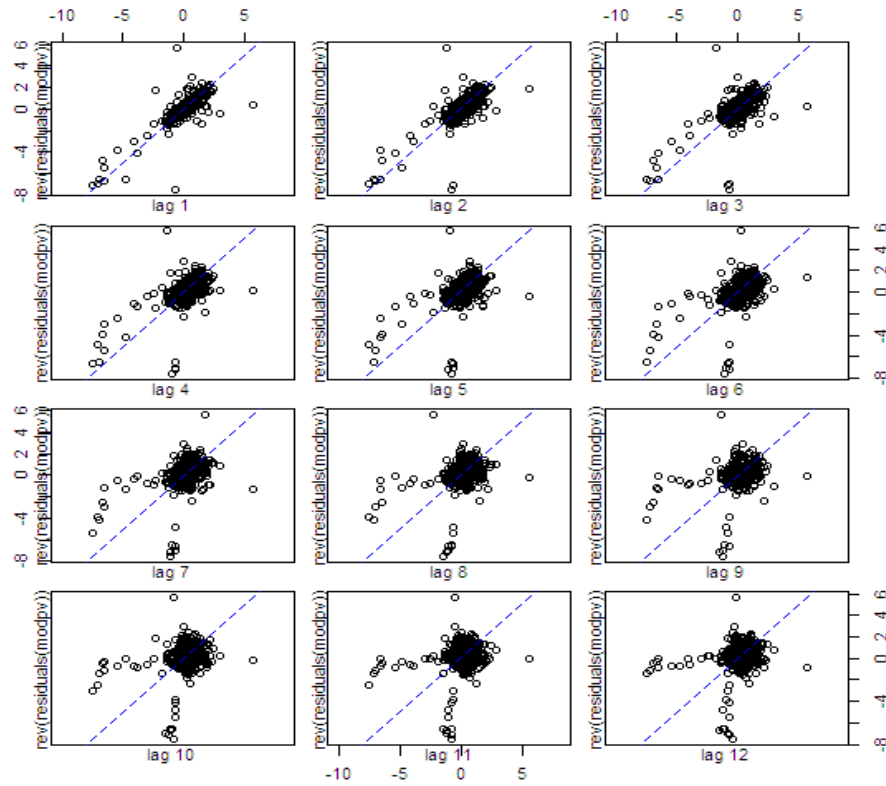 -10 -5 0 5
-10 -5 0 5
6
4
2
0
-4
-8
rev(residuals(modpv))
rev(residuals(modpv))
rev(residuals(modpv))
lag 1
lag 2
lag 3
rev(residuals(modpv))
rev(residuals(modpv))
rev(residuals(modpv))
6
4
2
0
-4
-8
lag 4
lag 5
lag 6
6
4
2
0
-4
-8
rev(residuals(modpv))
rev(residuals(modpv))
rev(residuals(modpv))
lag 7
lag 8
lag 9
rev(residuals(modpv))
rev(residuals(modpv))
rev(residuals(modpv))
6
4
2
0
-4
-8
lag 10
lag 11
lag 12
-10 -5 0 5